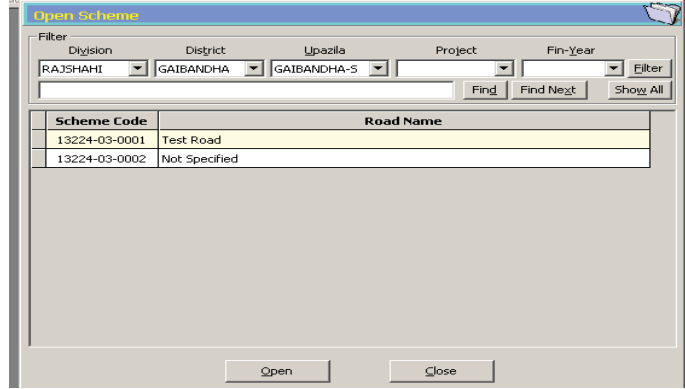 Open Scheme
Filter
Division District Upazila Project Fin-Year
RAJSHAHI GAIBANDHA GAIBANDHA-S Filter
Find Find Next Show All
Scheme Code Road Name
13224-03-0001 Test Road
13224-03-0002 Not Specified
Open Close